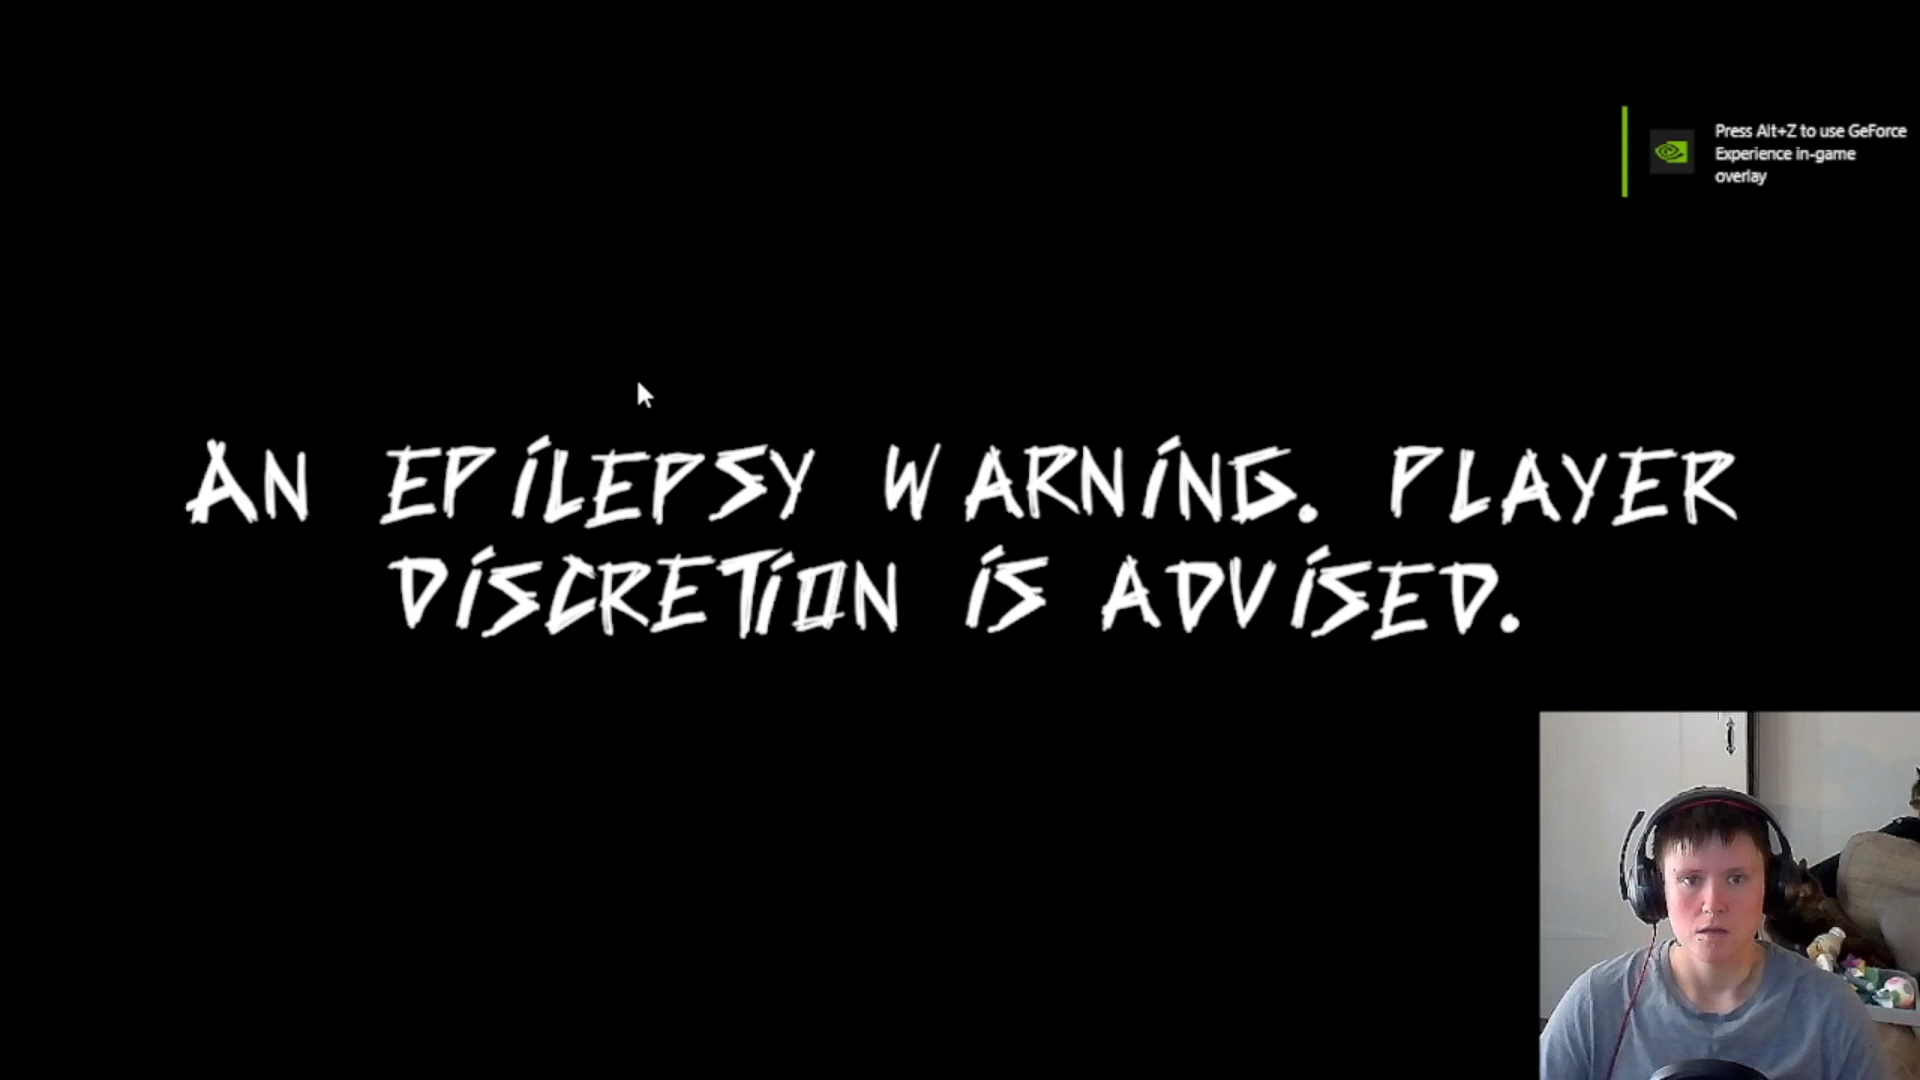 Press Alt+Z to use GeForce
Experience in-game
overlay
AN EPILEPSY WARNING. PLAYER
DISCRETION IS ADVISED.